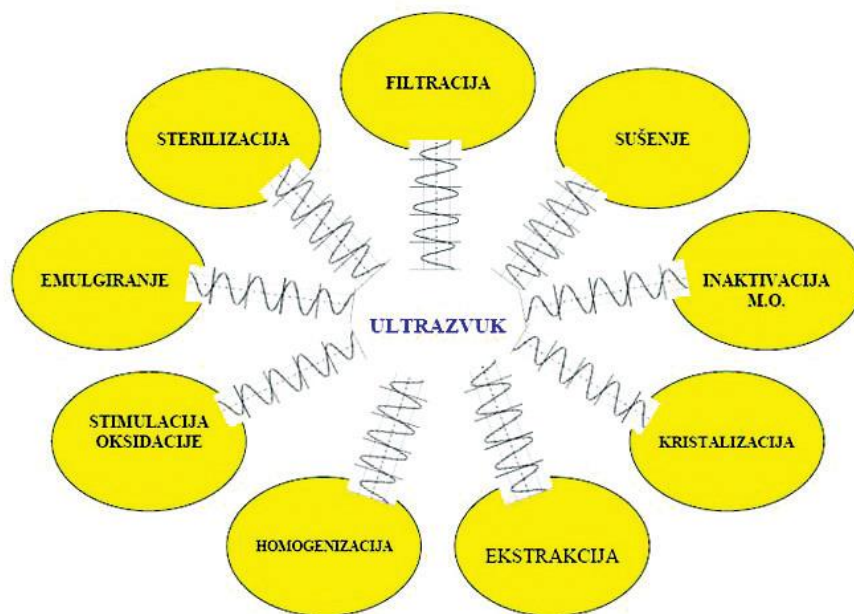 FILTRACIJA
STERILIZACIJA
SUŠENJE
EMULGIRANJE
INAKTIVACIJA
M.O.
ULTRAZVUK
STIMULACIJA
OKSIDACIJE
KRISTALIZACIJA
HOMOGENIZACIJA
EKSTRAKCIJA